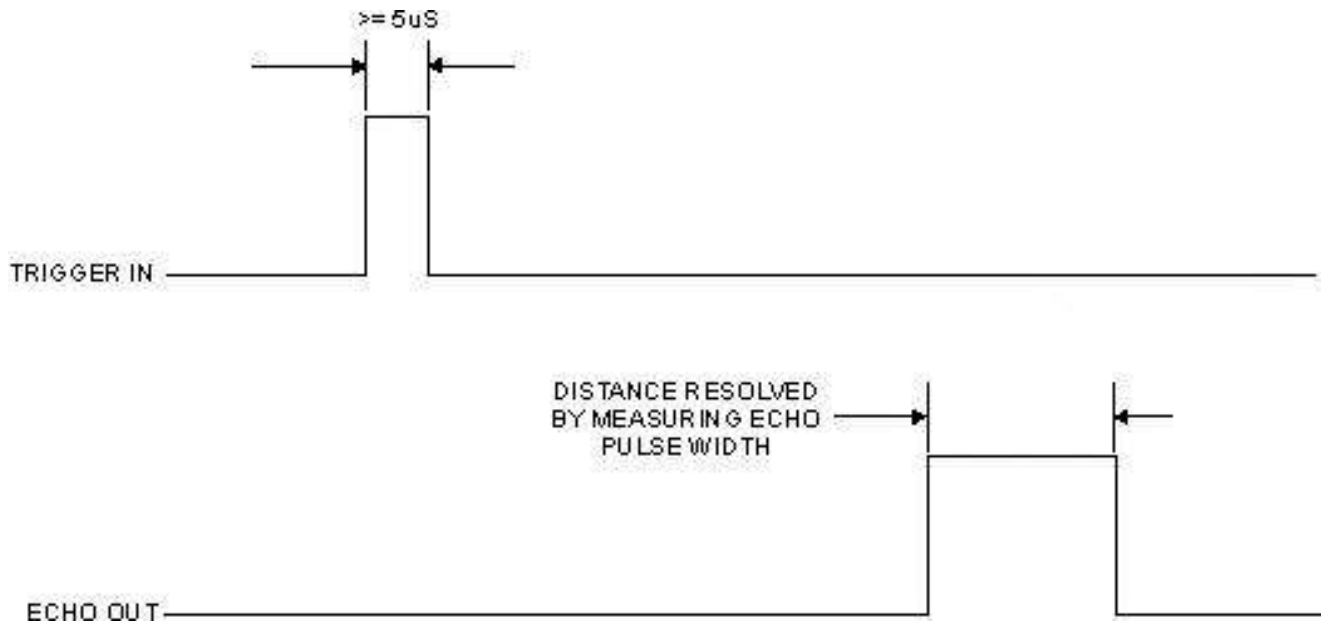 >= 5uS
TRIGGER IN
DISTANCE RESOLVED
BY MEASURING ECHO
PULSE WIDTH
ECHO OUT